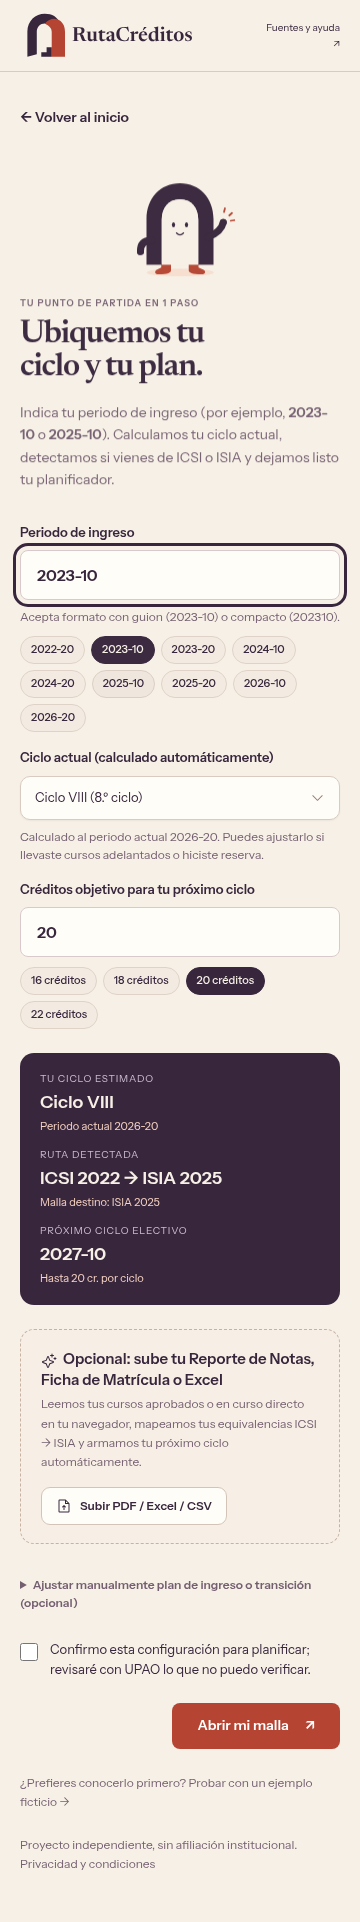 RutaCréditos
Fuentes y ayuda
↗
← Volver al inicio
TU PUNTO DE PARTIDA EN 1 PASO
Ubiquemos tu
ciclo y tu plan.
Indica tu periodo de ingreso (por ejemplo, 2023-
10 o 2025-10). Calculamos tu ciclo actual,
detectamos si vienes de ICSI o ISIA y dejamos listo
tu planificador.
Periodo de ingreso
2023-10
Acepta formato con guion (2023-10) o compacto (202310).
2022-20 2023-10 2023-20 2024-10
2024-20 2025-10 2025-20 2026-10
2026-20
Ciclo actual (calculado automáticamente)
Ciclo VIII (8.º ciclo)
Calculado al periodo actual 2026-20. Puedes ajustarlo si
llevaste cursos adelantados o hiciste reserva.
Créditos objetivo para tu próximo ciclo
20
16 créditos 18 créditos 20 créditos
22 créditos
TU CICLO ESTIMADO
Ciclo VIII
Periodo actual 2026-20
RUTA DETECTADA
ICSI 2022 → ISIA 2025
Malla destino: ISIA 2025
PRÓXIMO CICLO ELECTIVO
2027-10
Hasta 20 cr. por ciclo
Opcional: sube tu Reporte de Notas,
Ficha de Matrícula o Excel
Leemos tus cursos aprobados o en curso directo
en tu navegador, mapeamos tus equivalencias ICSI
→ ISIA y armamos tu próximo ciclo
automáticamente.
Subir PDF / Excel / CSV
▶ Ajustar manualmente plan de ingreso o transición
(opcional)
Confirmo esta configuración para planificar;
revisaré con UPAO lo que no puedo verificar.
Abrir mi malla ↗
¿Prefieres conocerlo primero? Probar con un ejemplo
ficticio →
Proyecto independiente, sin afiliación institucional.
Privacidad y condiciones